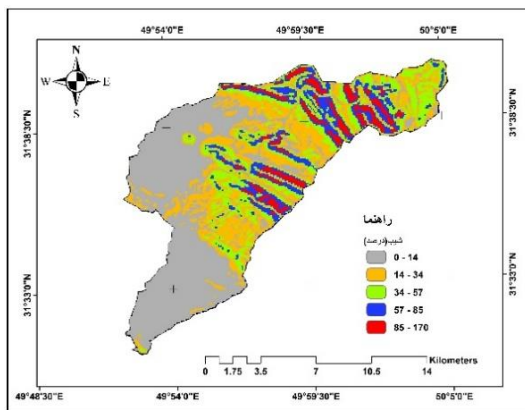 49°54'0"E 49°59'30"E 50°5'0"E
N
W E
S
31°38'30"N 31°38'30"N
راهنما
شیب(درصد)
0 - 14
14 - 34
34 - 57
57 - 85
85 - 170
31°33'0"N 31°33'0"N
Kilometers
0 1.75 3.5 7 10.5 14
49°48'30"E 49°54'0"E 49°59'30"E 50°5'0"E